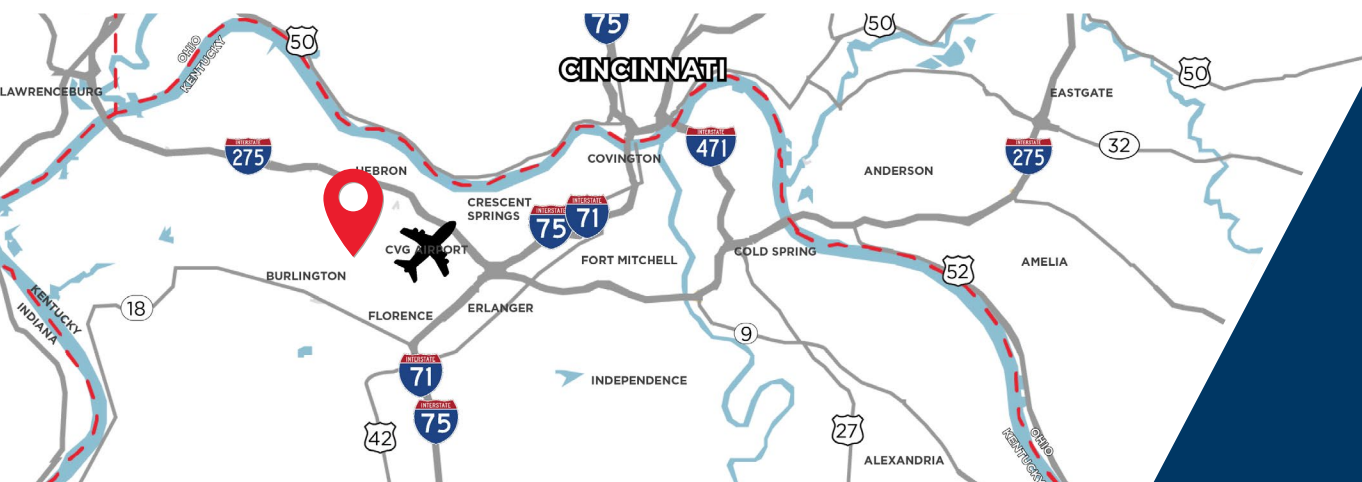 75
50
50
OHIO
KENTUCKY
CINCINNATI
50
LAWRENCEBURG
EASTGATE
INTERSTATE
275
INTERSTATE
471
INTERSTATE
275
32
COVINGTON
HEBRON
ANDERSON
CRESCENT
SPRINGS
INTERSTATE
75
INTERSTATE
71
CVG AIRPORT
COLD SPRING
FORT MITCHELL
AMELIA
52
BURLINGTON
KENTUCKY
INDIANA
18
FLORENCE
ERLANGER
9
INTERSTATE
71
INDEPENDENCE
INTERSTATE
75
42
27
OHIO
KENTUCKY
ALEXANDRIA